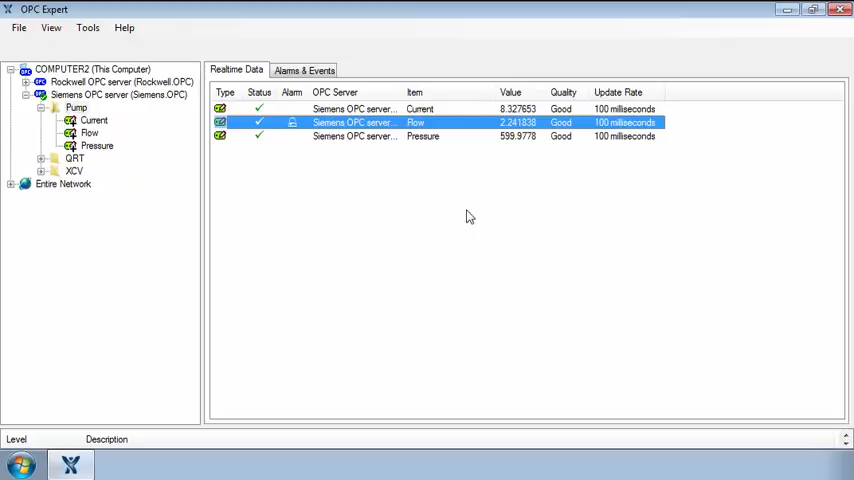 OPC Expert
File View Tools Help
COMPUTER2 (This Computer)
Rockwell OPC server (Rockwell.OPC)
Siemens OPC server (Siemens.OPC)
Pump
Current
Flow
Pressure
QRT
XCV
Entire Network
Realtime Data Alarms & Events
Type Status Alarm OPC Server Item Value Quality Update Rate
Siemens OPC server... Current 8.327653 Good 100 milliseconds
Siemens OPC server... Flow 2.241838 Good 100 milliseconds
Siemens OPC server... Pressure 599.9778 Good 100 milliseconds
Level Description